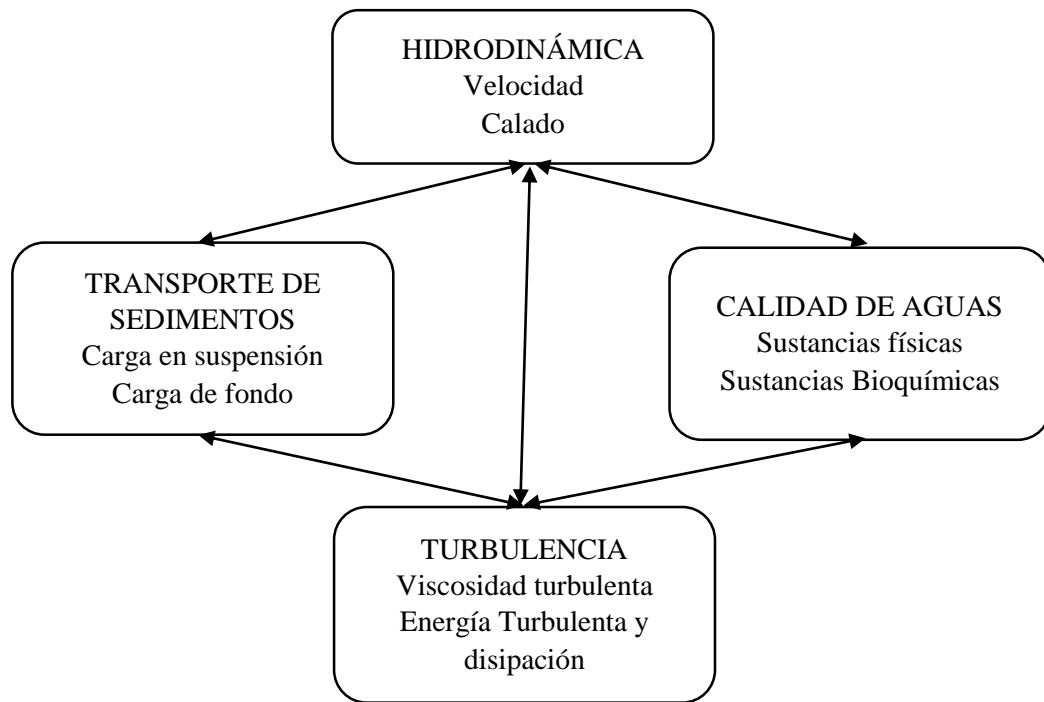 HIDRODINÁMICA
Velocidad
Calado
TRANSPORTE DE
SEDIMENTOS
Carga en suspensión
Carga de fondo
CALIDAD DE AGUAS
Sustancias físicas
Sustancias Bioquímicas
TURBULENCIA
Viscosidad turbulenta
Energía Turbulenta y
disipación